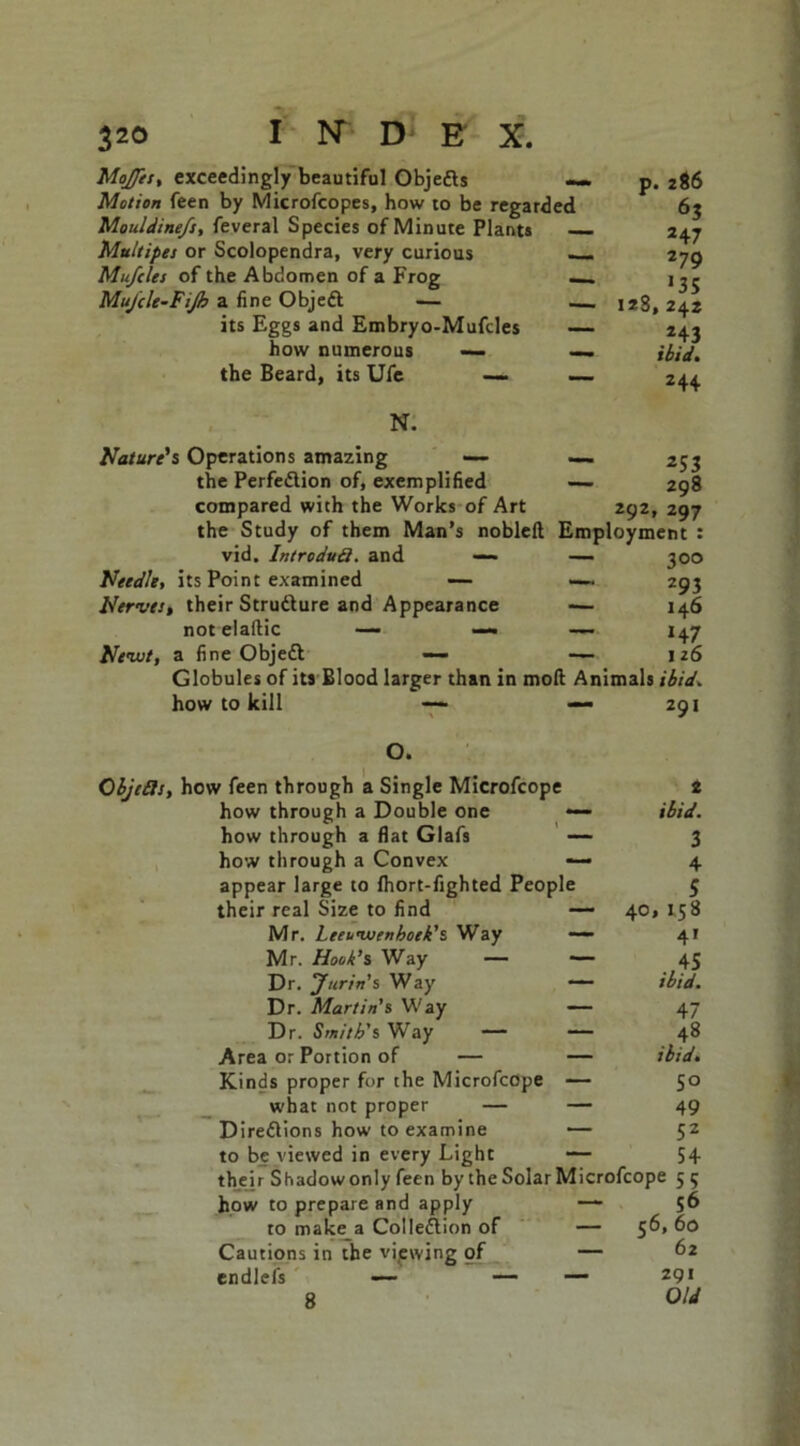 320 I N D E X.
Moſſes, exceedingly beautiful Objects — p. 286
Motion ſeen by Microſcopes, how to be regarded 63
Mouldineſs, ſeveral Species of Minute Plants — 247
Multipes or Scolopendra, very curious — 279
Muſcles of the Abdomen of a Frog — 135
Muſcle-Fiſh a fine Object — — 128, 242
its Eggs and Embryo-Muſcles — 243
how numerous — — ibid.
the Beard, its Uſe — — 244
N.
Nature's Operations amazing — — 253
the Perfection of, exemplified — 298
compared with the Works of Art 292, 297
the Study of them Man's nobleſt Employment :
vid. Introduct. and — — 300
Needle, its Point examined — — 293
Nerves, their Structure and Appearance — 146
not elaſtic — — — 147
Newt, a fine Object — — 126
Globules of its Blood larger than in moſt Animals ibid.
how to kill — — 291
O.
Objects, how ſeen through a Single Microſcope 2
how through a Double one — ibid.
how through a flat Glaſs — 3
how through a Convex — 4
appear large to ſhort-ſighted People 5
their real Size to find — 40, 158
Mr. Leeuwenhoek's Way — 41
Mr. Hook's Way — — 45
Dr. Jurin's Way — ibid.
Dr. Martin's Way — 47
Dr. Smith's Way — — 48
Area or Portion of — — ibid.
Kinds proper for the Microſcope — 50
what not proper — — 49
Directions how to examine — 52
to be viewed in every Light — 54
their Shadow only ſeen by the Solar Microſcope 55
how to prepare and apply — 56
to make a Collection of — 56, 60
Cautions in the viewing of — 62
endleſs — — — 291
8 Old